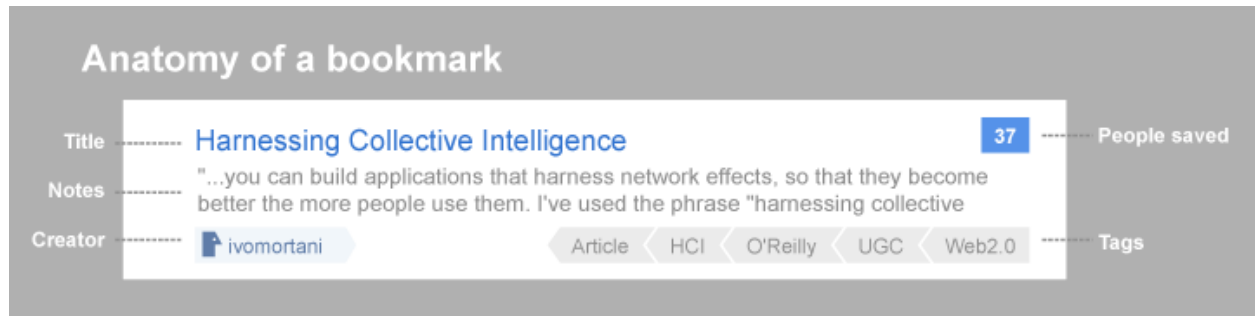 Anatomy of a bookmark
Title
Harnessing Collective Intelligence
37
People saved
Notes
"...you can build applications that harness network effects, so that they become
better the more people use them. I've used the phrase "harnessing collective
Creator
ivomortani
Article
HCI
O'Reilly
UGC
Web2.0
Tags